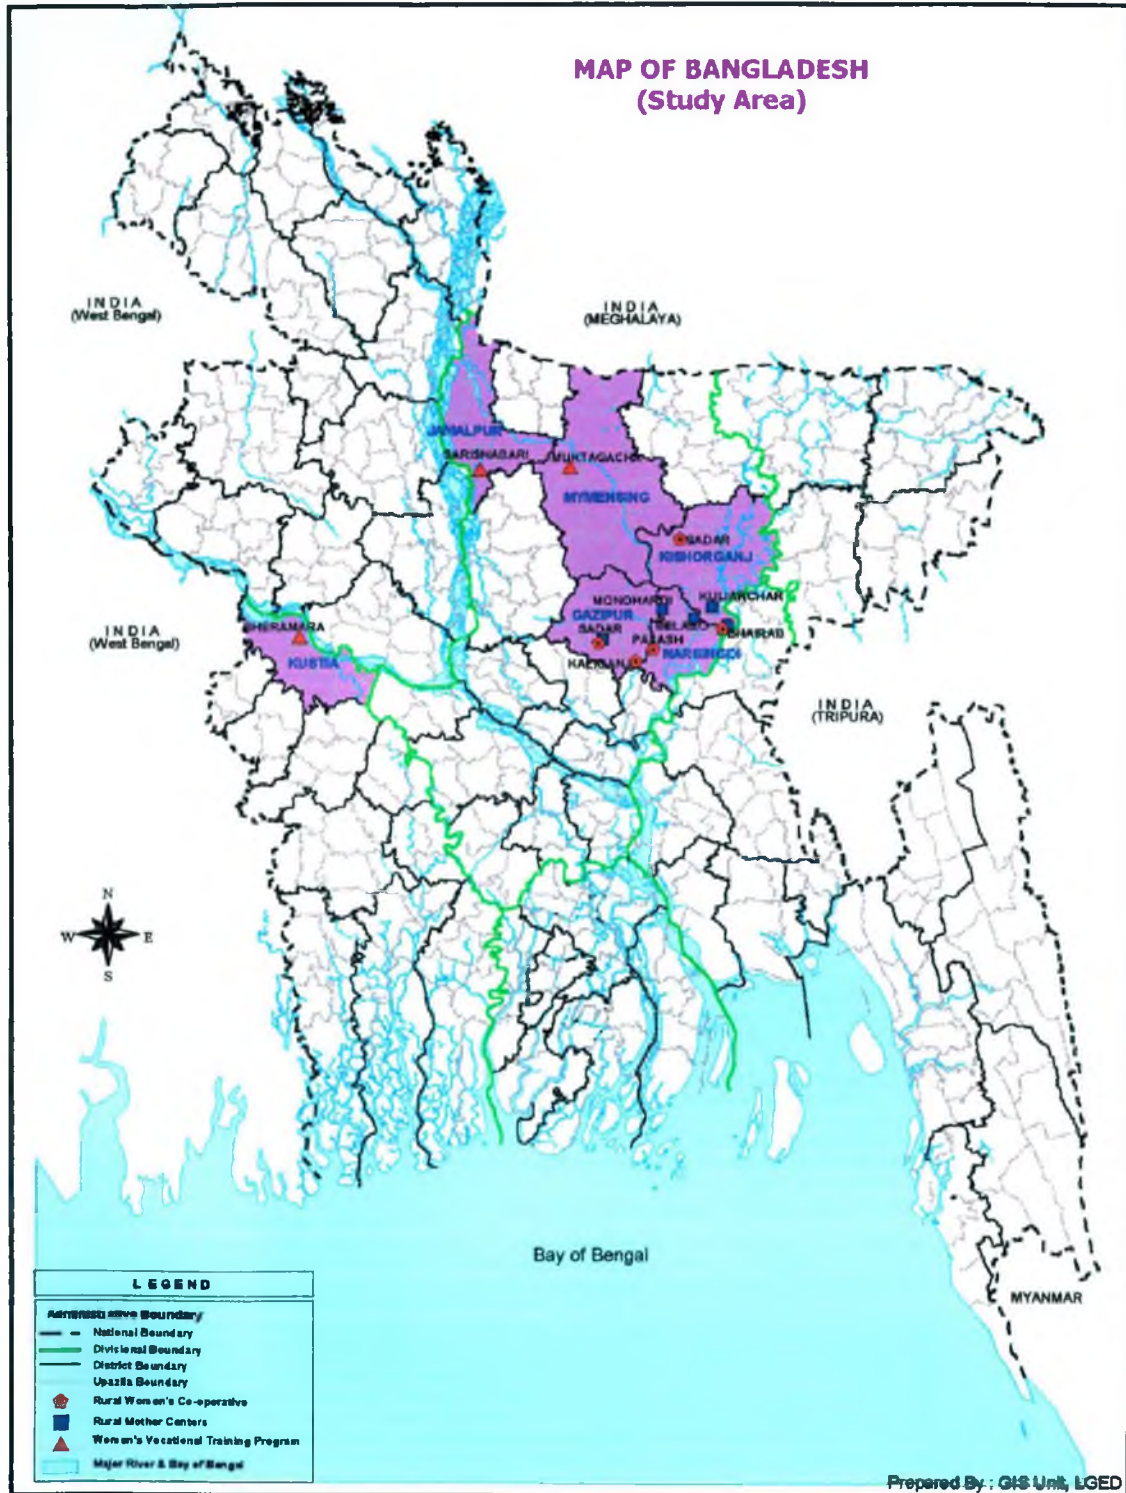 MAP OF BANGLADESH
(Study Area)
INDIA
(West Bengal)
INDIA
(MEGHALAYA)
JAMALPUR
SARISHABARI
MUKTAGACHA
MYMENSING
SADAR
KISHORGANJ
MONOHARDI
KULIARCHAR
GAZIPUR
BELABO
SADAR
BHAIRAB
PALASH
NARSINGDI
KALIGANJ
INDIA
(West Bengal)
BHERAMARA
KUSTIA
INDIA
(TRIPURA)
N
W
E
S
Bay of Bengal
MYANMAR
LEGEND
Administrative Boundary
National Boundary
Divisional Boundary
District Boundary
Upazila Boundary
Rural Women's Co-operative
Rural Mother Centers
Women's Vocational Training Program
Major River & Bay of Bengal
Prepared By : GIS Unit, LGED